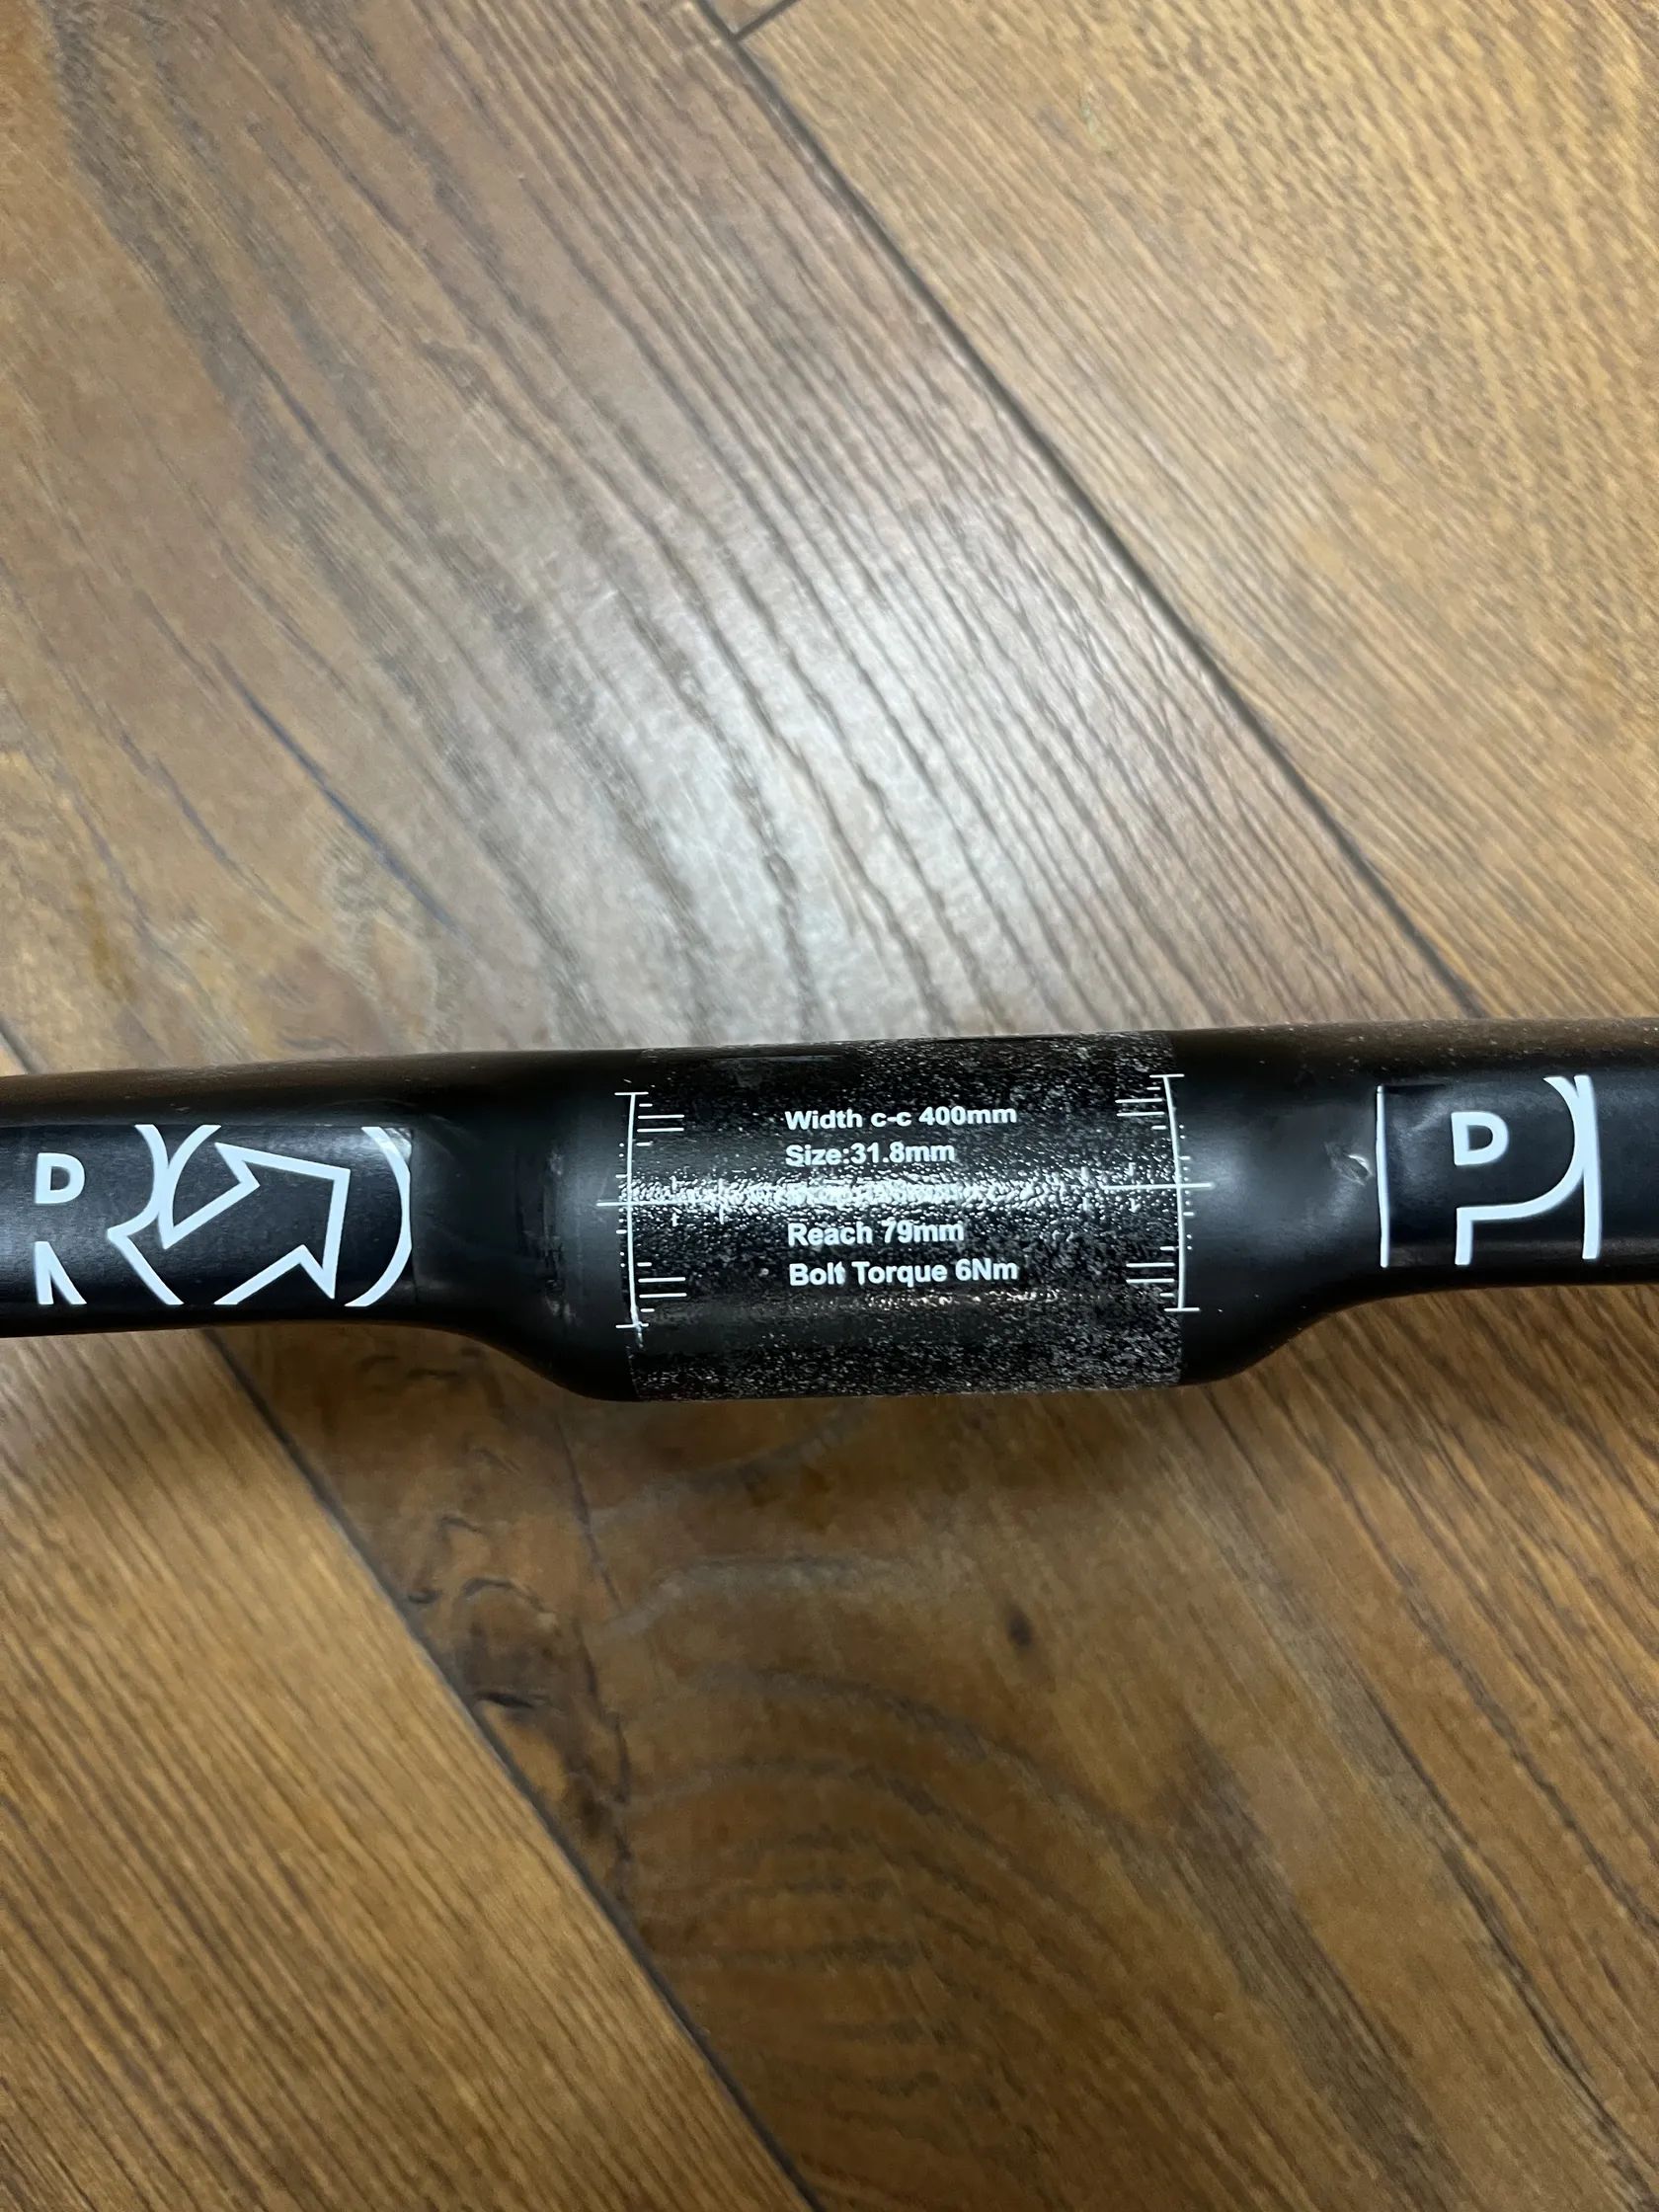 Width c-c 400mm
Size:31.8mm
Reach 79mm
Bolt Torque 6Nm